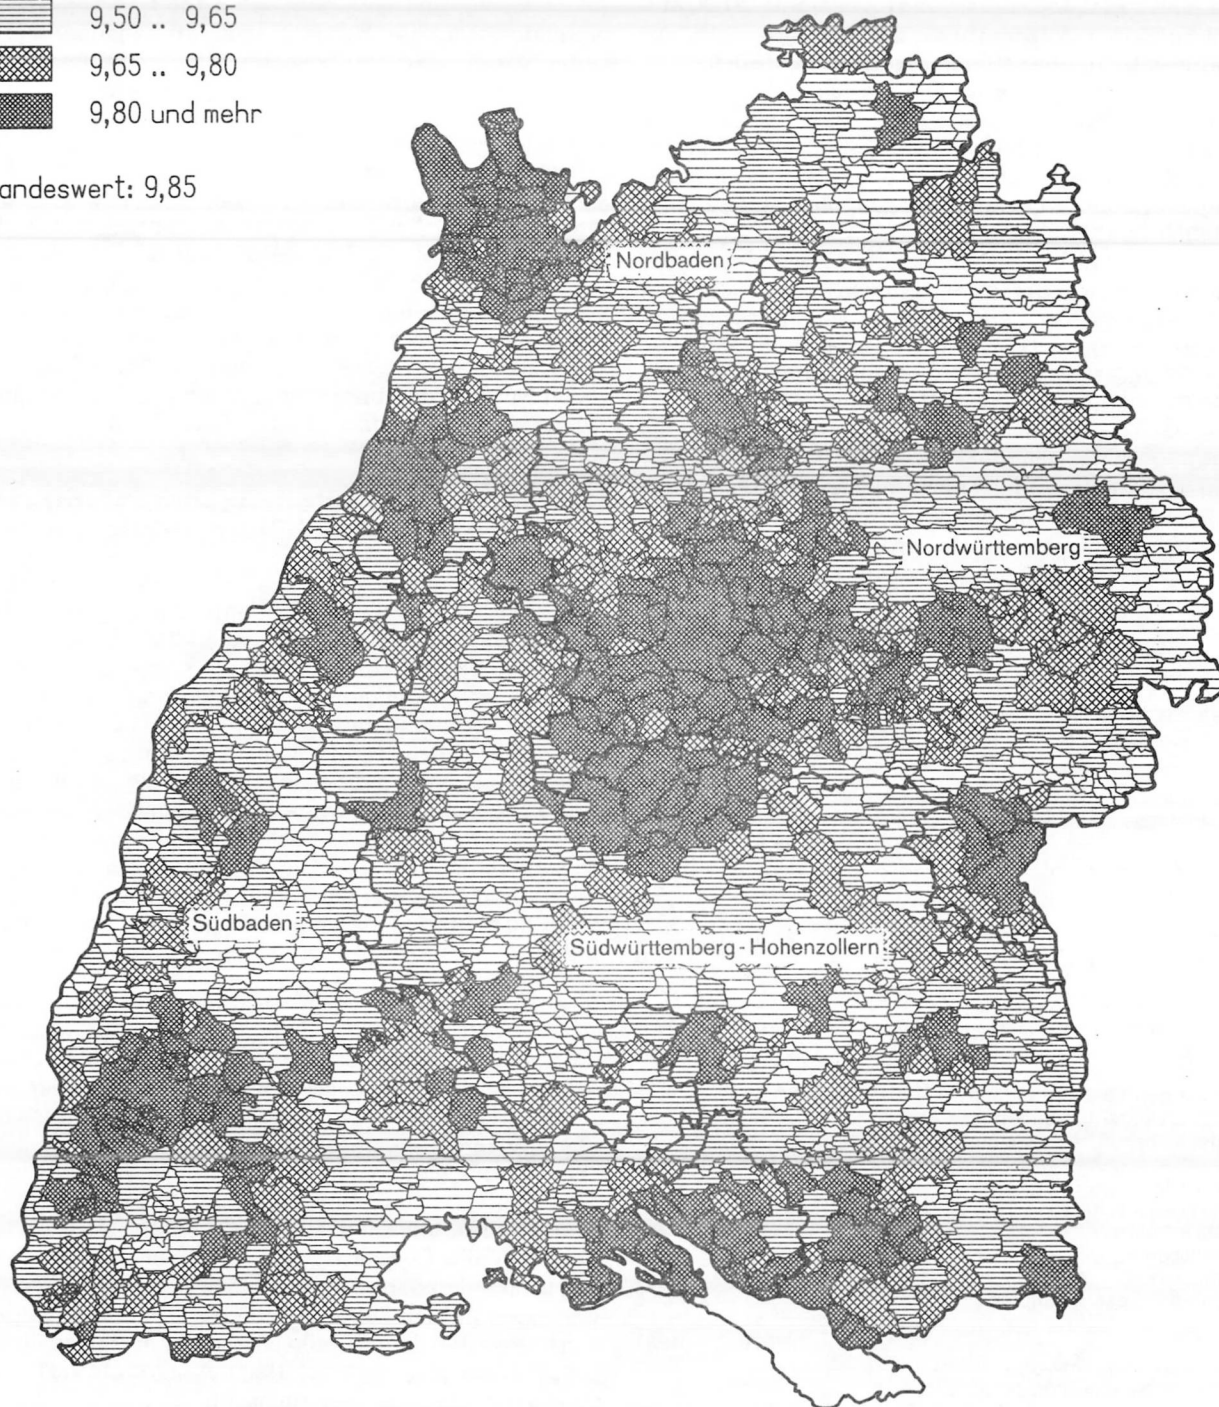 9,50 .. 9,65
9,65 .. 9,80
9,80 und mehr
andeswert: 9,85
Nordbaden
Nordwürttemberg
Südbaden
Südwürttemberg - Hohenzollern